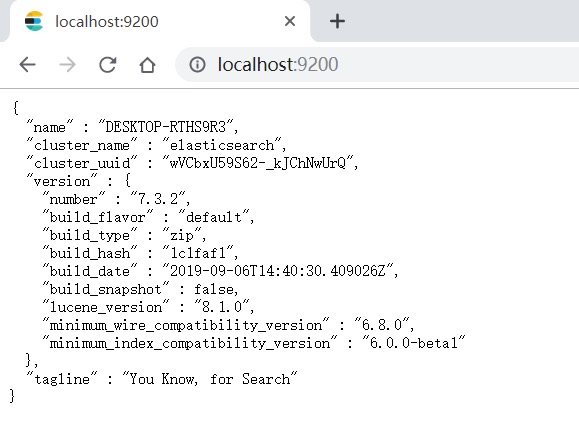 localhost:9200
localhost:9200
{
"name" : "DESKTOP-RTHS9R3",
"cluster_name" : "elasticsearch",
"cluster_uuid" : "wVCbxU59S62-_kJChNwUrQ",
"version" : {
"number" : "7.3.2",
"build_flavor" : "default",
"build_type" : "zip",
"build_hash" : "1c1faf1",
"build_date" : "2019-09-06T14:40:30.409026Z",
"build_snapshot" : false,
"lucene_version" : "8.1.0",
"minimum_wire_compatibility_version" : "6.8.0",
"minimum_index_compatibility_version" : "6.0.0-beta1"
},
"tagline" : "You Know, for Search"
}